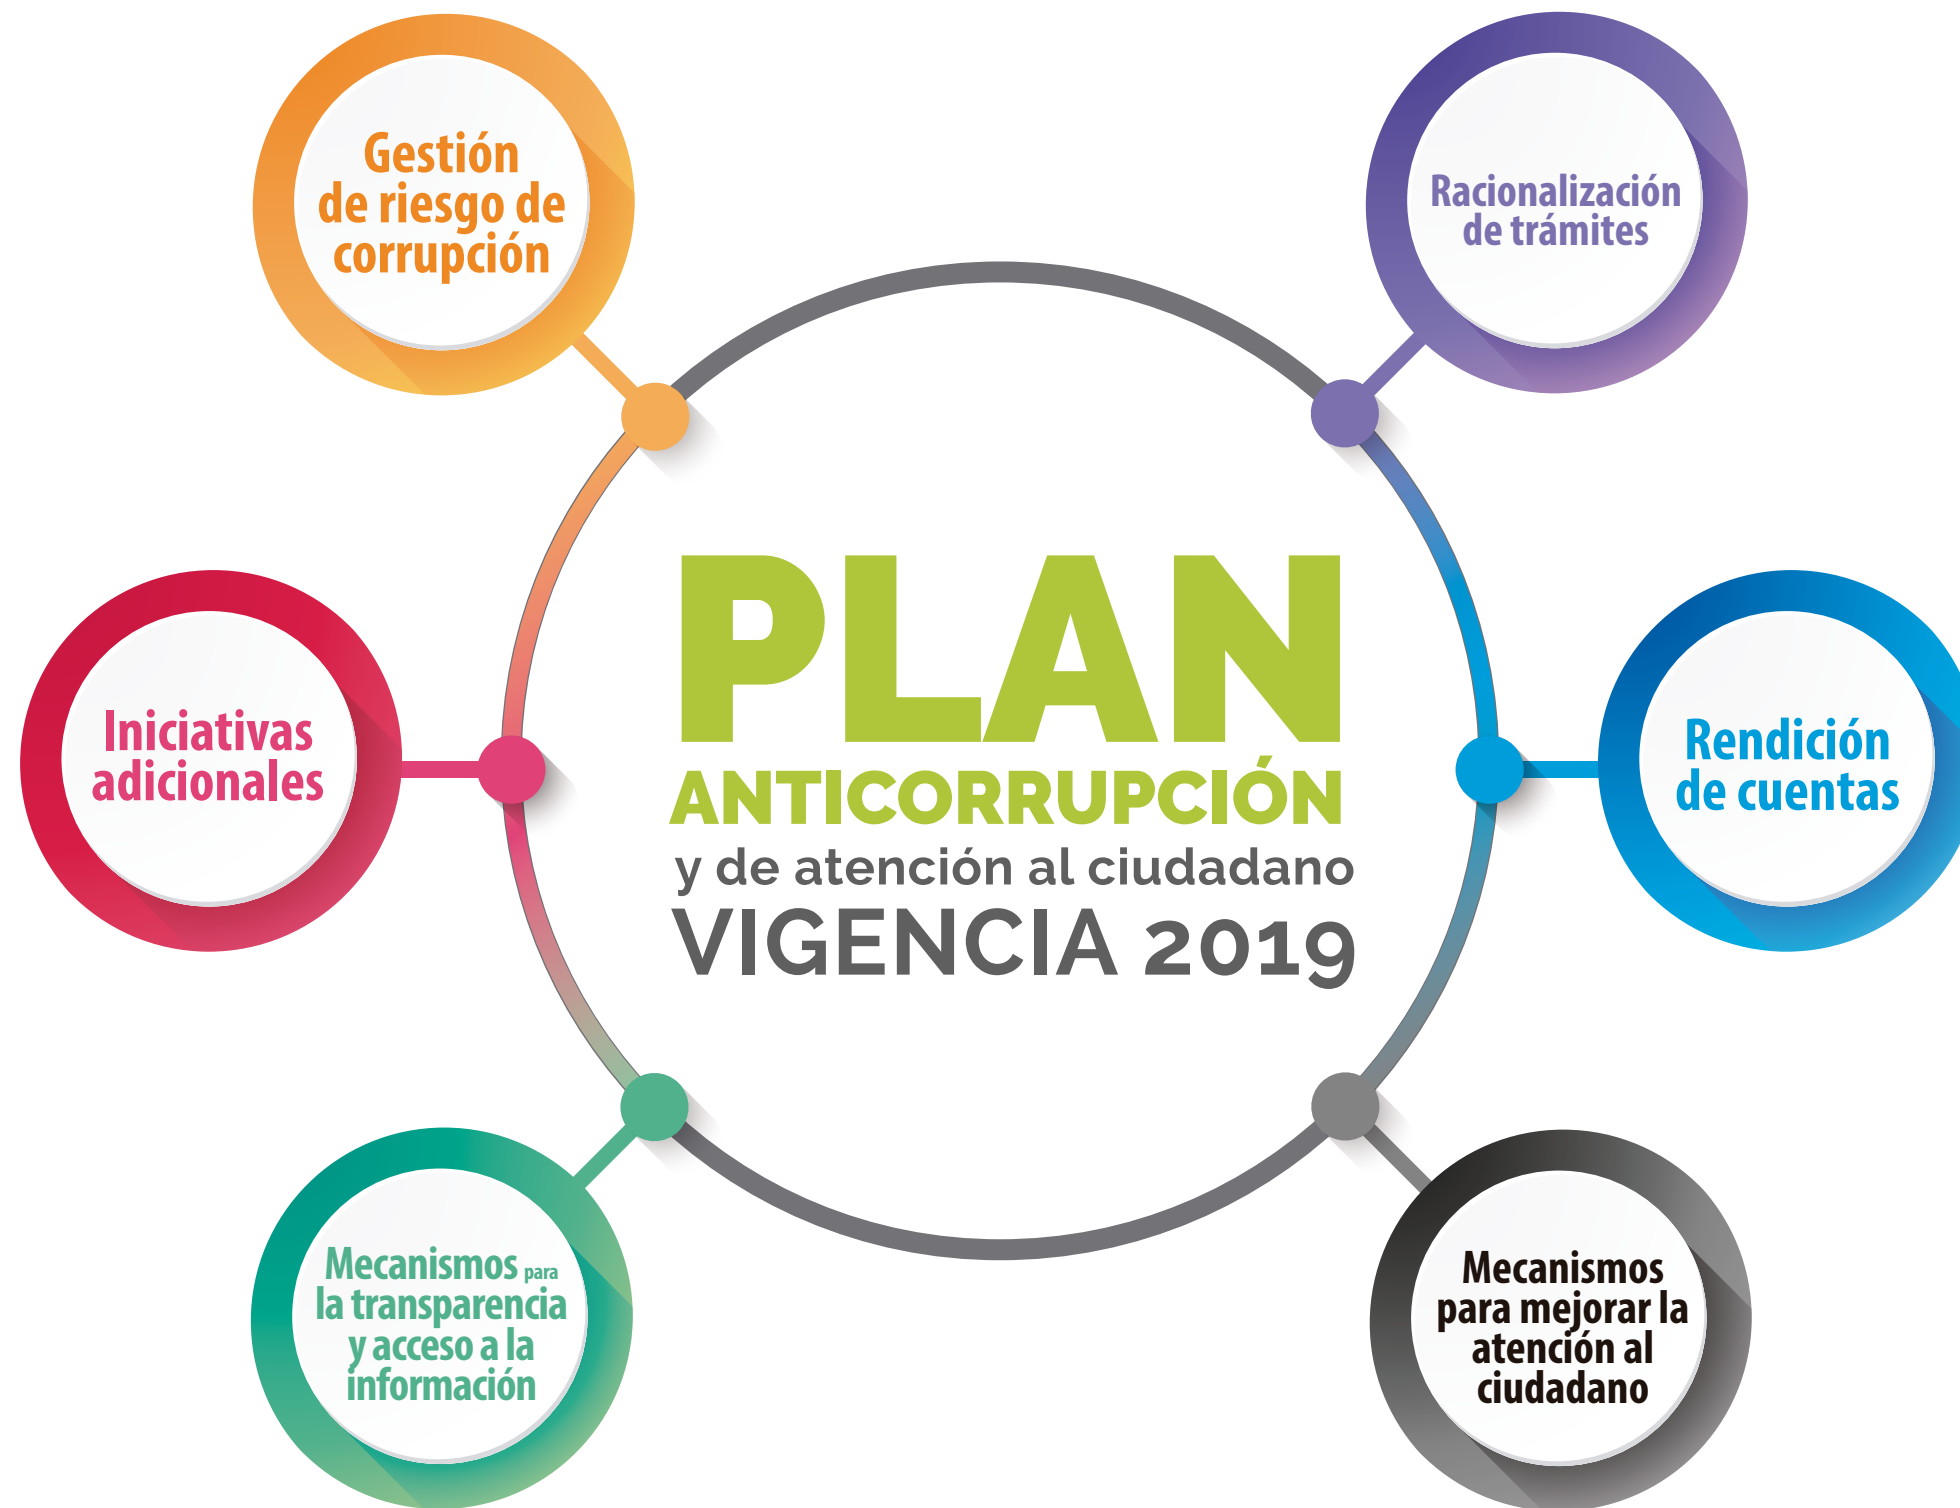 Gestión
de riesgo de
corrupción
Racionalización
de trámites
Iniciativas
adicionales
PLAN
ANTICORRUPCIÓN
y de atención al ciudadano
VIGENCIA 2019
Rendición
de cuentas
Mecanismos para
la transparencia
y acceso a la
información
Mecanismos
para mejorar la
atención al
ciudadano